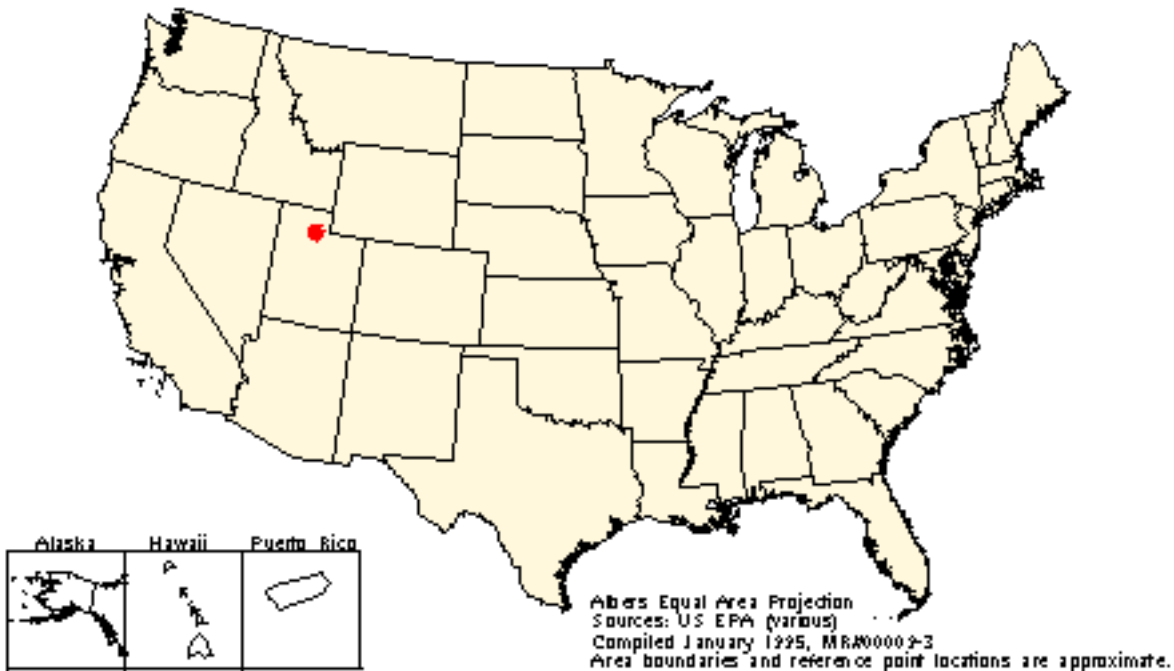 Alaska Hawaii Puerto Rico
Albers Equal Area Projection
Sources: US EPA (various)
Compiled January 1995, MR#00009-3
Area boundaries and reference point locations are approximate.